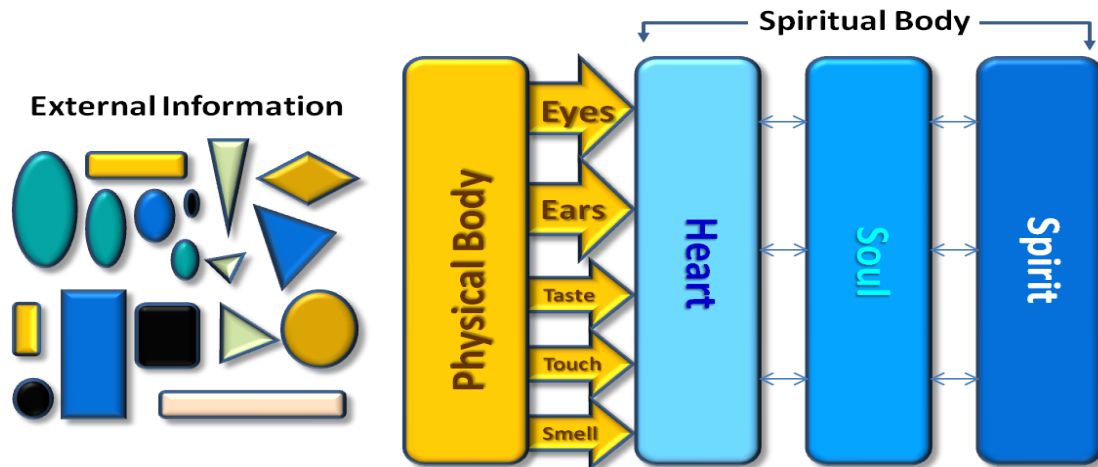 Spiritual Body
External Information
Physical Body
Eyes
Ears
Taste
Touch
Smell
Heart
Soul
Spirit